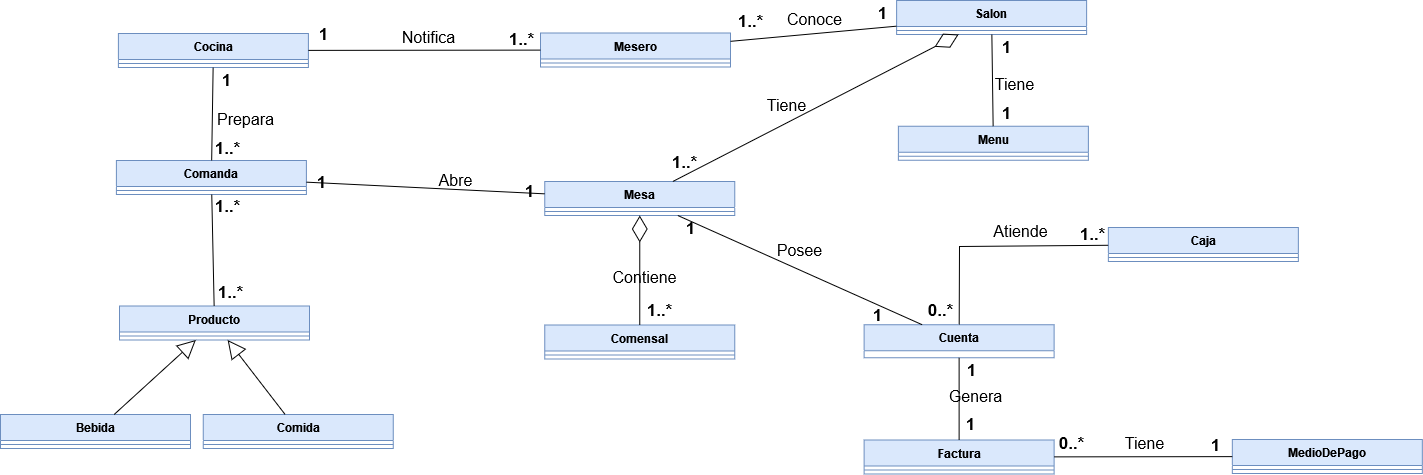 Salon
1..*
Conoce
1
Cocina
1
Notifica
1..*
Mesero
1
1
Tiene
1
Tiene
Prepara
1
Menu
1..*
1..*
Comanda
1
Abre
1
Mesa
1..*
1
Atiende
1..*
Caja
Posee
Contiene
1..*
1..*
0..*
1
Producto
Comensal
Cuenta
1
Genera
1
Bebida
Comida
Factura
0..*
Tiene
1
MedioDePago